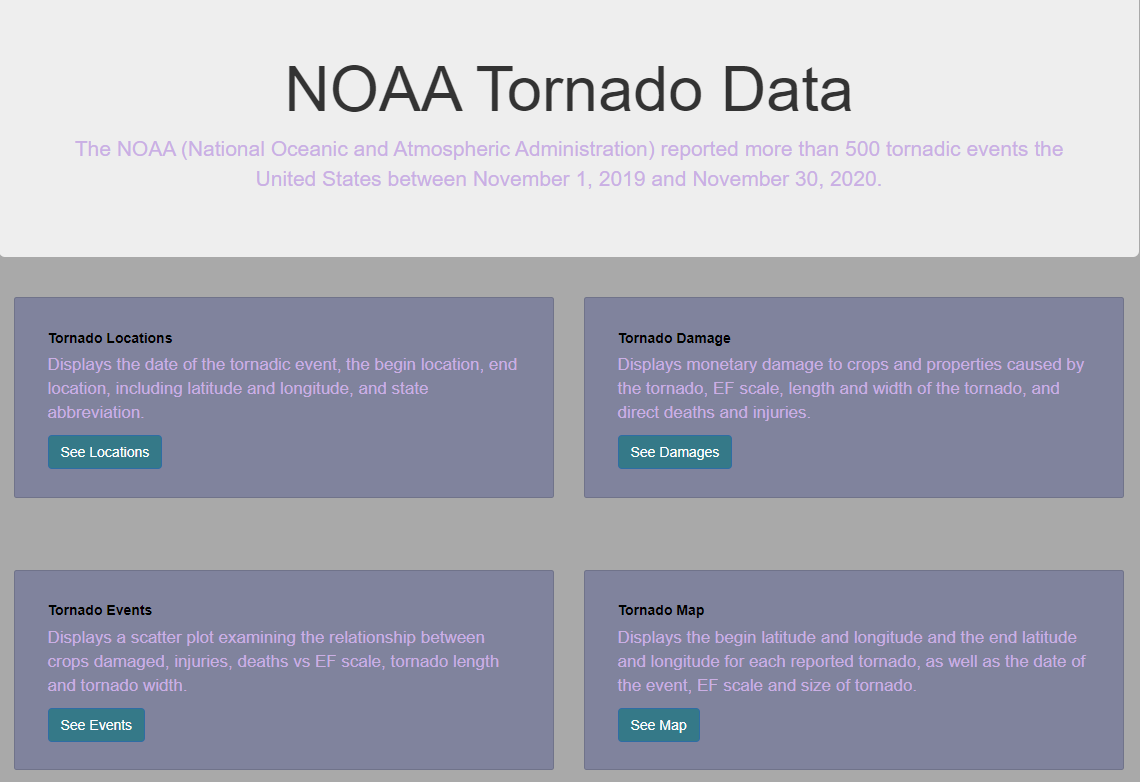 NOAA Tornado Data
The NOAA (National Oceanic and Atmospheric Administration) reported more than 500 tornadic events the
United States between November 1, 2019 and November 30, 2020.
Tornado Locations
Displays the date of the tornadic event, the begin location, end
location, including latitude and longitude, and state
abbreviation.
See Locations
Tornado Damage
Displays monetary damage to crops and properties caused by
the tornado, EF scale, length and width of the tornado, and
direct deaths and injuries.
See Damages
Tornado Events
Displays a scatter plot examining the relationship between
crops damaged, injuries, deaths vs EF scale, tornado length
and tornado width.
See Events
Tornado Map
Displays the begin latitude and longitude and the end latitude
and longitude for each reported tornado, as well as the date of
the event, EF scale and size of tornado.
See Map